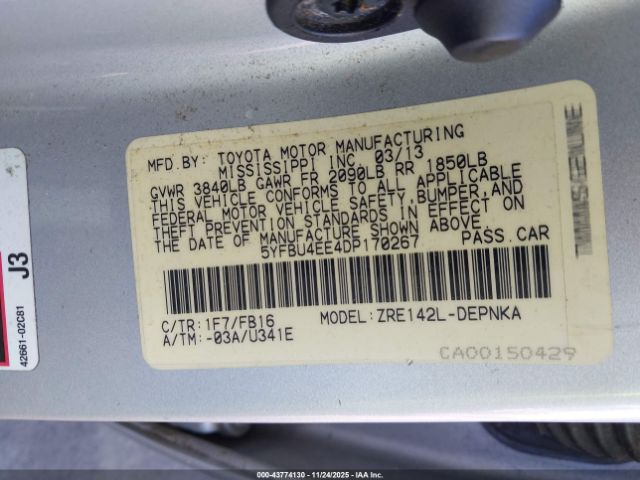 MFD.BY: TOYOTA MOTOR MANUFACTURING
MISSISSIPPI INC. 03/13
GVWR 3840LB GAWR FR 2090LB RR 1850LB
THIS VEHICLE CONFORMS TO ALL APPLICABLE
FEDERAL MOTOR VEHICLE SAFETY, BUMPER, AND
THEFT PREVENTION STANDARDS IN EFFECT ON
THE DATE OF MANUFACTURE SHOWN ABOVE.
5YFBU4EE4DP170267 PASS.CAR
C/TR: 1F7/FB16 MODEL: ZRE142L-DEPNKA
A/TM: -03A/U341E
CA00150429
J3
42661-02C81
000-43774130 - 11/24/2025 - IAA Inc.